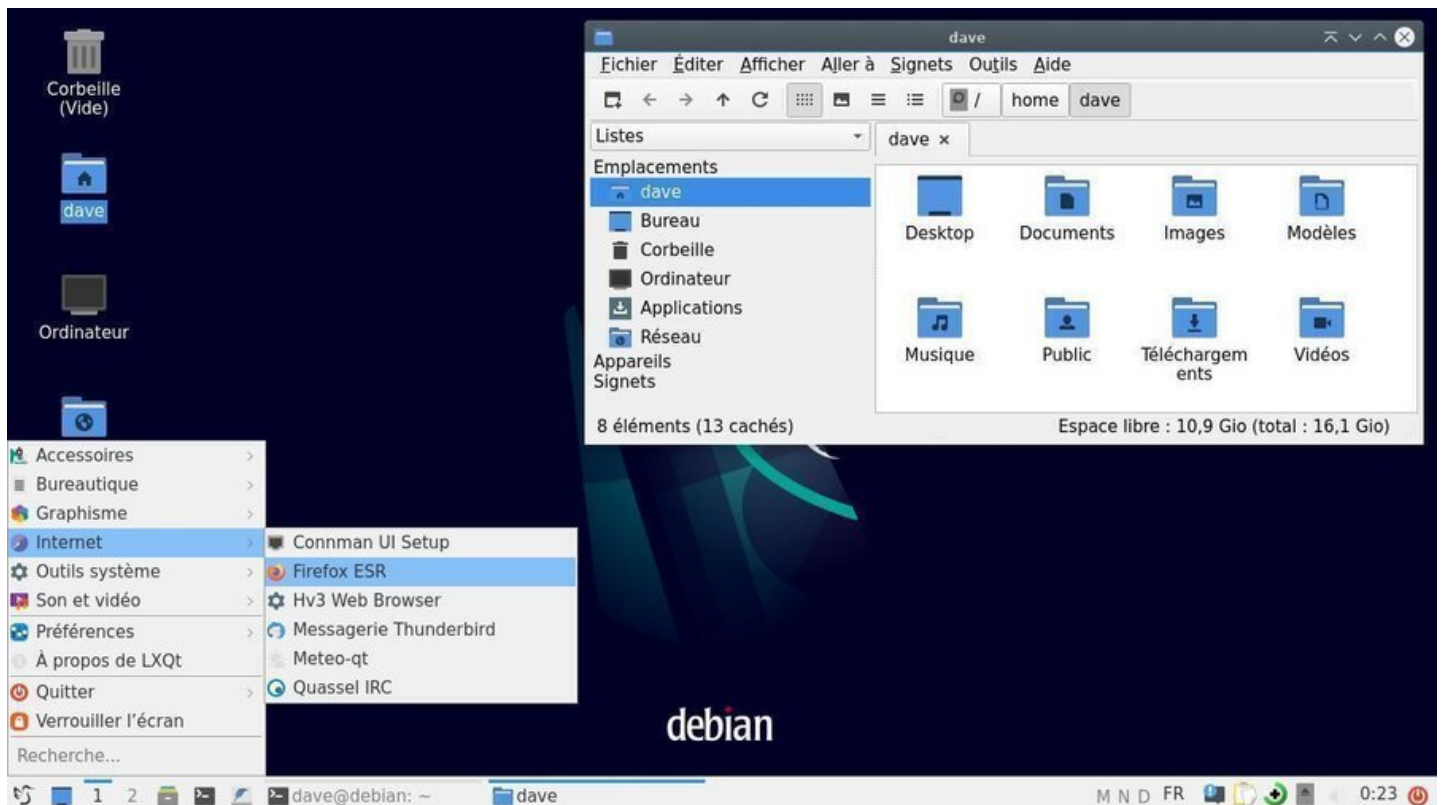 Corbeille
(Vide)
dave
Ordinateur
dave
Fichier Éditer Afficher Aller à Signets Outils Aide
/ home dave
Listes
dave ×
Emplacements
dave
Bureau
Corbeille
Ordinateur
Applications
Réseau
Appareils
Signets
Desktop Documents Images Modèles
Musique Public Téléchargem
ents Vidéos
8 éléments (13 cachés) Espace libre : 10,9 Gio (total : 16,1 Gio)
Accessoires
Bureautique
Graphisme
Internet
Outils système
Son et vidéo
Préférences
À propos de LXQt
Quitter
Verrouiller l’écran
Recherche...
Connman UI Setup
Firefox ESR
Hv3 Web Browser
Messagerie Thunderbird
Meteo-qt
Quassel IRC
debian
1 2 dave@debian: ~ dave M N D FR 0:23